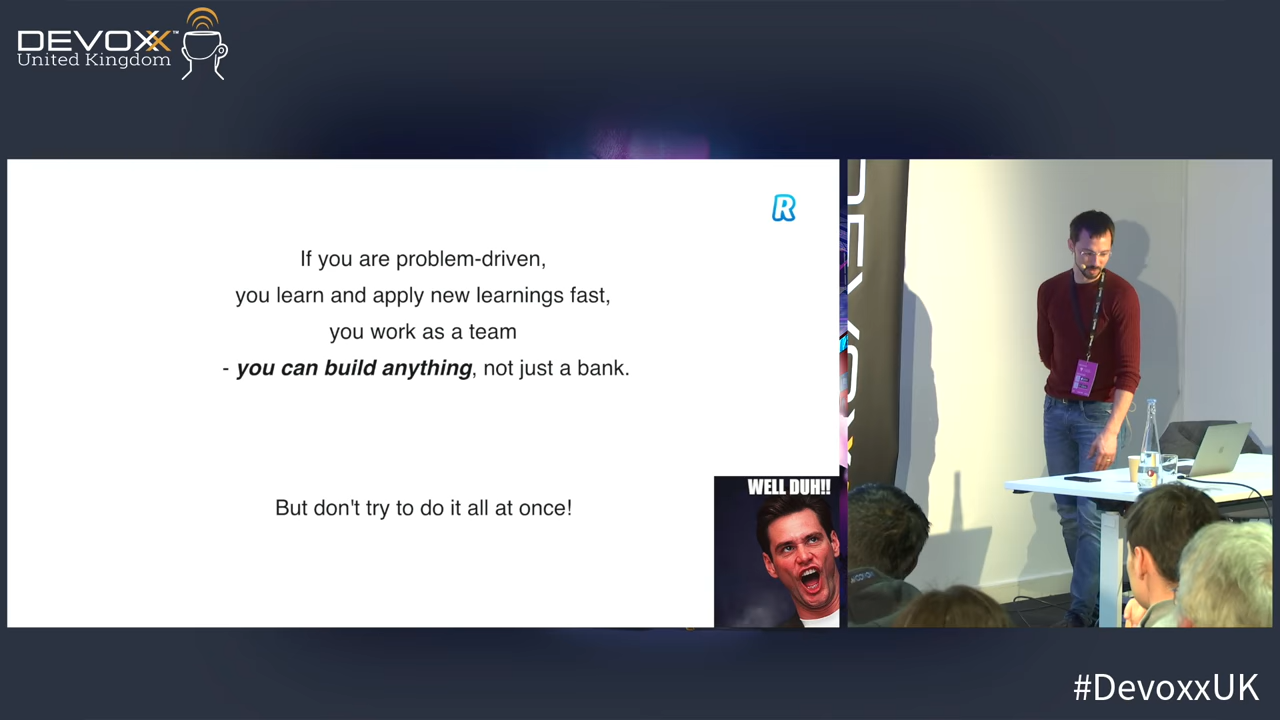 DEVOXX™
United Kingdom
R
If you are problem-driven,
you learn and apply new learnings fast,
you work as a team
- you can build anything, not just a bank.
But don't try to do it all at once!
WELL DUH!!
DEVOXX
#DevoxxUK